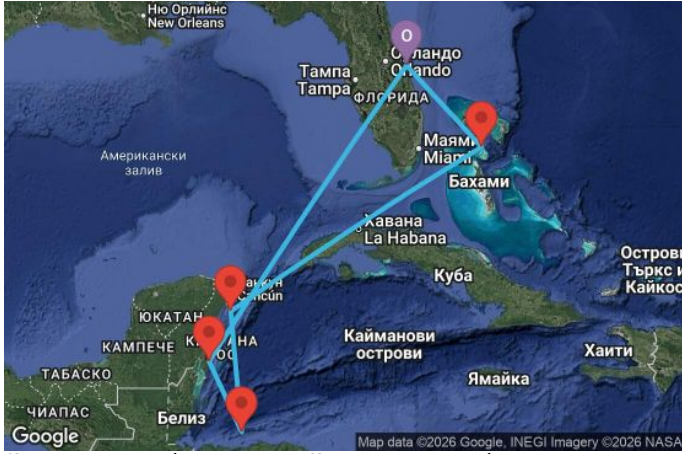 Ню Орлийнс
New Orleans
О
Орландо
Orlando
Тампа
Tampa
ФЛОРИДА
Маями
Miami
Американски
залив
Бахами
Хавана
La Habana
Острови
Търкс и
Кайкос
Cancún
Куба
ЮКАТАН
КАМПЕЧЕ
Кайманови
острови
Хаити
ТАБАСКО
Ямайка
ЧИАПАС
Белиз
Google
Map data ©2026 Google, INEGI Imagery ©2026 NASA